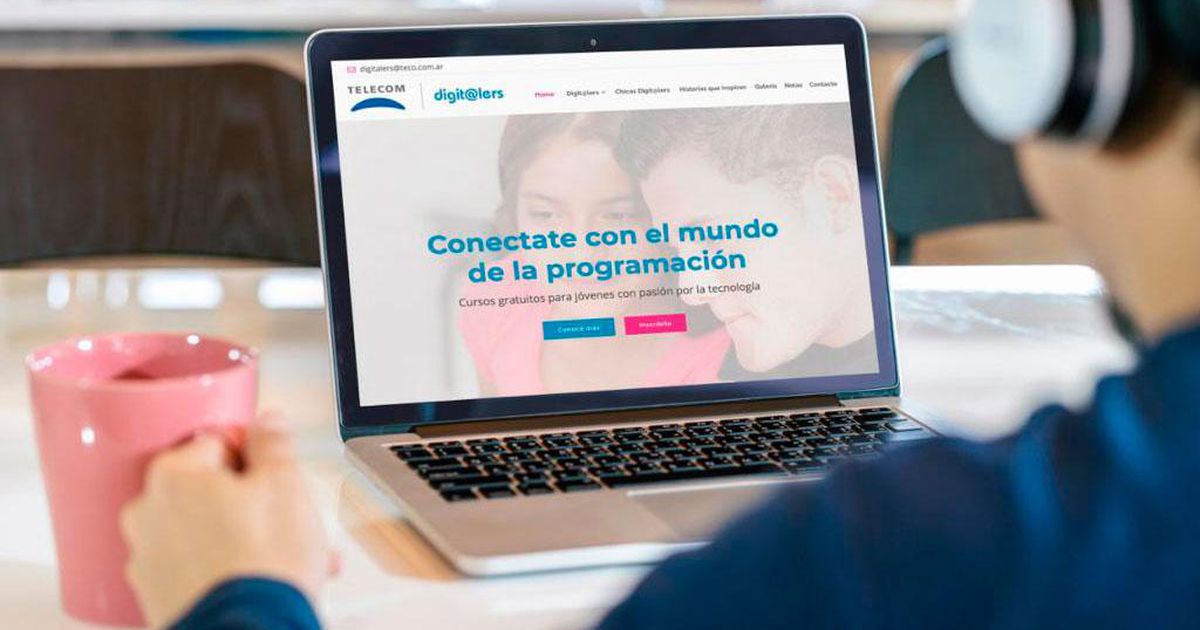 digitalers@teco.com.ar
TELECOM
digit@lers
Home Digit@lers Chicas Digit@lers Historias que inspiran Galería Notas Contacto
Conectate con el mundo
de la programación
Cursos gratuitos para jóvenes con pasión por la tecnología
Conocé más Inscribite